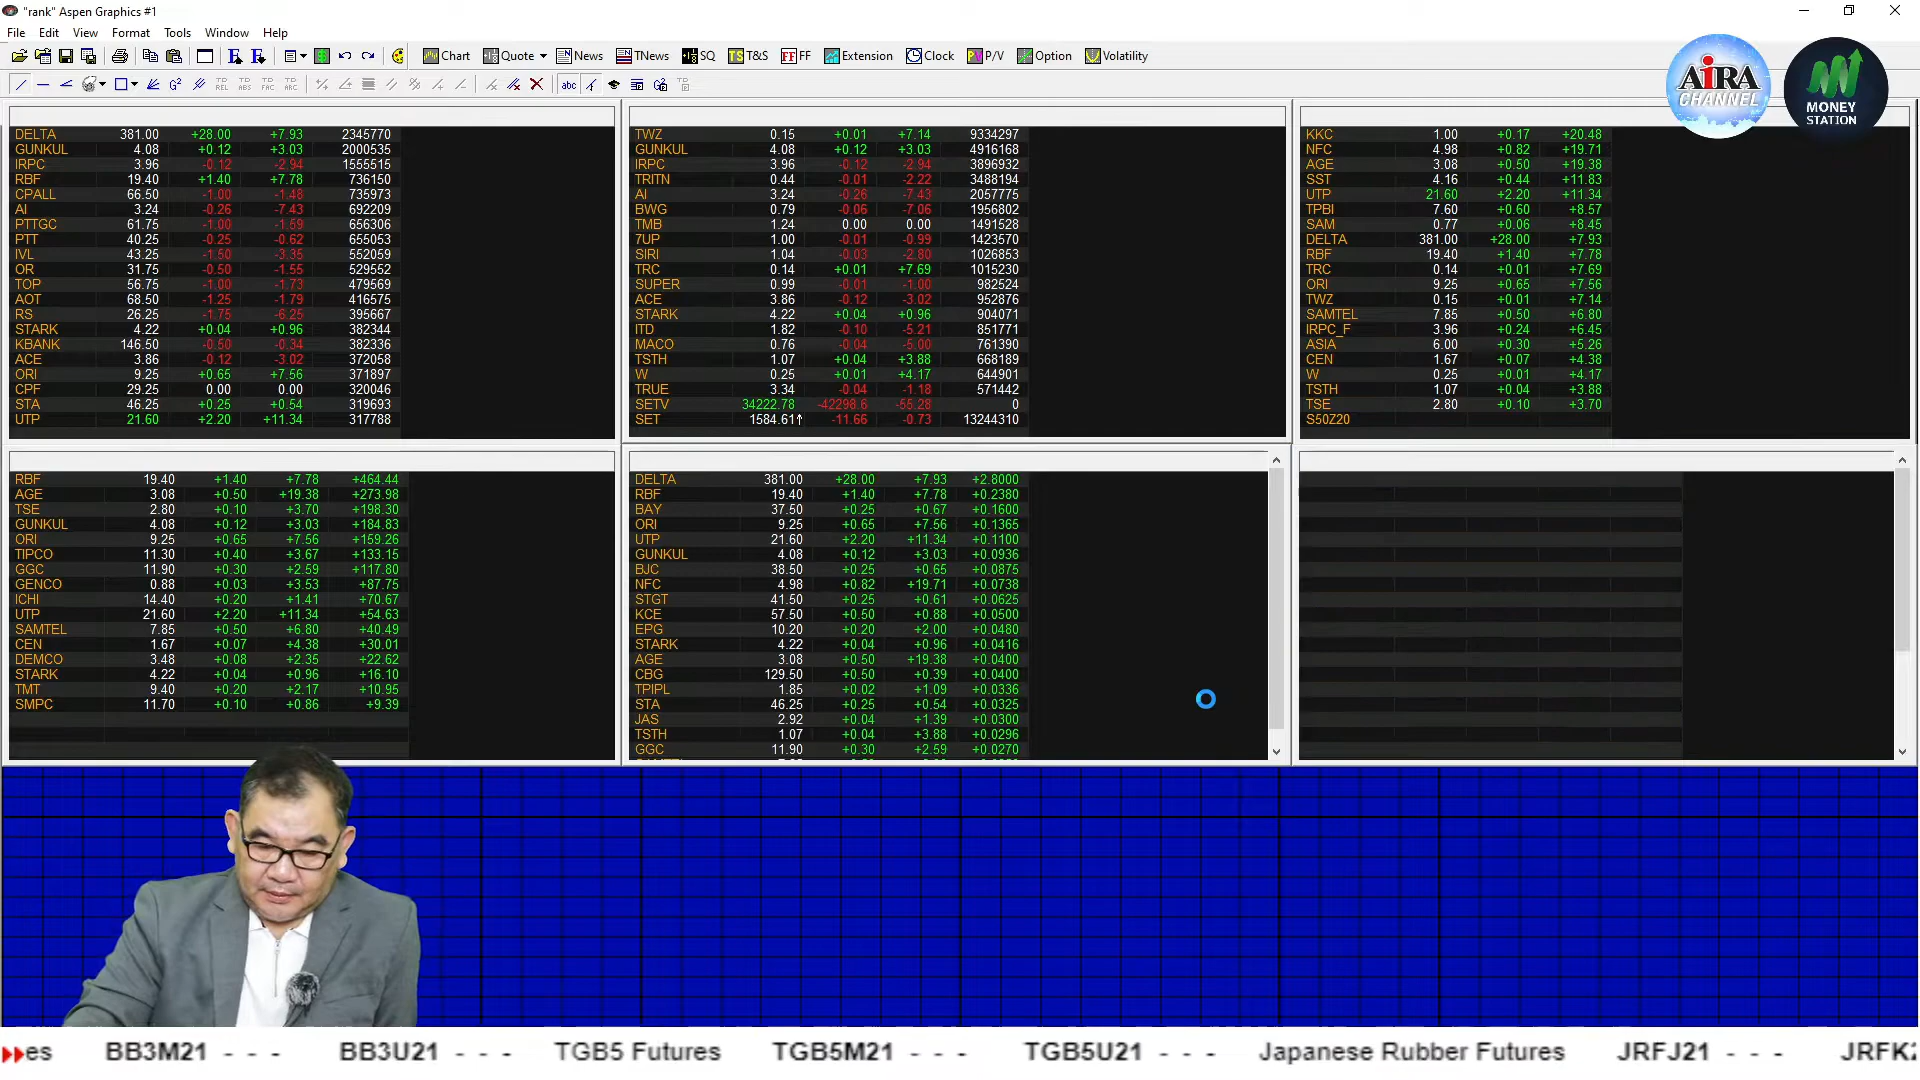 "rank" Aspen Graphics #1
File Edit View Format Tools Window Help
Chart Quote News TNews SQ TS T&S FF FF Extension Clock P/V Option Volatility
AiRA CHANNEL
MONEY STATION
DELTA 381.00 +28.00 +7.93 2345770
GUNKUL 4.08 +0.12 +3.03 2000535
IRPC 3.96 -0.12 -2.94 1555515
RBF 19.40 +1.40 +7.78 736150
CPALL 66.50 -1.00 -1.48 735973
AI 3.24 -0.26 -7.43 692209
PTTGC 61.75 -1.00 -1.59 656306
PTT 40.25 -0.25 -0.62 655053
IVL 43.25 -1.50 -3.35 552059
OR 31.75 -0.50 -1.55 529552
TOP 56.75 -1.00 -1.73 479569
AOT 68.50 -1.25 -1.79 416575
RS 26.25 -1.75 -6.25 395667
STARK 4.22 +0.04 +0.96 382344
KBANK 146.50 -0.50 -0.34 382336
ACE 3.86 -0.12 -3.02 372058
ORI 9.25 +0.65 +7.56 371897
CPF 29.25 0.00 0.00 320046
STA 46.25 +0.25 +0.54 319693
UTP 21.60 +2.20 +11.34 317788
TWZ 0.15 +0.01 +7.14 9334297
GUNKUL 4.08 +0.12 +3.03 4916168
IRPC 3.96 -0.12 -2.94 3896932
TRITN 0.44 -0.01 -2.22 3488194
AI 3.24 -0.26 -7.43 2057775
BWG 0.79 -0.06 -7.06 1956802
TMB 1.24 0.00 0.00 1491528
7UP 1.00 -0.01 -0.99 1423570
SIRI 1.04 -0.03 -2.80 1026853
TRC 0.14 +0.01 +7.69 1015230
SUPER 0.99 -0.01 -1.00 982524
ACE 3.86 -0.12 -3.02 952876
STARK 4.22 +0.04 +0.96 904071
ITD 1.82 -0.10 -5.21 851771
MACO 0.76 -0.04 -5.00 761390
TSTH 1.07 +0.04 +3.88 668189
W 0.25 +0.01 +4.17 644901
TRUE 3.34 -0.04 -1.18 571442
SETV 34222.78 -42298.6 -55.28 0
SET 1584.61↑ -11.66 -0.73 13244310
KKC 1.00 +0.17 +20.48
NFC 4.98 +0.82 +19.71
AGE 3.08 +0.50 +19.38
SST 4.16 +0.44 +11.83
UTP 21.60 +2.20 +11.34
TPBI 7.60 +0.60 +8.57
SAM 0.77 +0.06 +8.45
DELTA 381.00 +28.00 +7.93
RBF 19.40 +1.40 +7.78
TRC 0.14 +0.01 +7.69
ORI 9.25 +0.65 +7.56
TWZ 0.15 +0.01 +7.14
SAMTEL 7.85 +0.50 +6.80
IRPC_F 3.96 +0.24 +6.45
ASIA 6.00 +0.30 +5.26
CEN 1.67 +0.07 +4.38
W 0.25 +0.01 +4.17
TSTH 1.07 +0.04 +3.88
TSE 2.80 +0.10 +3.70
S50Z20
RBF 19.40 +1.40 +7.78 +464.44
AGE 3.08 +0.50 +19.38 +273.98
TSE 2.80 +0.10 +3.70 +198.30
GUNKUL 4.08 +0.12 +3.03 +184.83
ORI 9.25 +0.65 +7.56 +159.26
TIPCO 11.30 +0.40 +3.67 +133.15
GGC 11.90 +0.30 +2.59 +117.80
GENCO 0.88 +0.03 +3.53 +87.75
ICHI 14.40 +0.20 +1.41 +70.67
UTP 21.60 +2.20 +11.34 +54.63
SAMTEL 7.85 +0.50 +6.80 +40.49
CEN 1.67 +0.07 +4.38 +30.01
DEMCO 3.48 +0.08 +2.35 +22.62
STARK 4.22 +0.04 +0.96 +16.10
TMT 9.40 +0.20 +2.17 +10.95
SMPC 11.70 +0.10 +0.86 +9.39
DELTA 381.00 +28.00 +7.93 +2.8000
RBF 19.40 +1.40 +7.78 +0.2380
BAY 37.50 +0.25 +0.67 +0.1600
ORI 9.25 +0.65 +7.56 +0.1365
UTP 21.60 +2.20 +11.34 +0.1100
GUNKUL 4.08 +0.12 +3.03 +0.0936
BJC 38.50 +0.25 +0.65 +0.0875
NFC 4.98 +0.82 +19.71 +0.0738
STGT 41.50 +0.25 +0.61 +0.0625
KCE 57.50 +0.50 +0.88 +0.0500
EPG 10.20 +0.20 +2.00 +0.0480
STARK 4.22 +0.04 +0.96 +0.0416
AGE 3.08 +0.50 +19.38 +0.0400
CBG 129.50 +0.50 +0.39 +0.0400
TPIPL 1.85 +0.02 +1.09 +0.0336
STA 46.25 +0.25 +0.54 +0.0325
JAS 2.92 +0.04 +1.39 +0.0300
TSTH 1.07 +0.04 +3.88 +0.0296
GGC 11.90 +0.30 +2.59 +0.0270
es BB3M21 - - - BB3U21 - - - TGB5 Futures TGB5M21 - - - TGB5U21 - - - Japanese Rubber Futures JRFJ21 - - - JRFK2